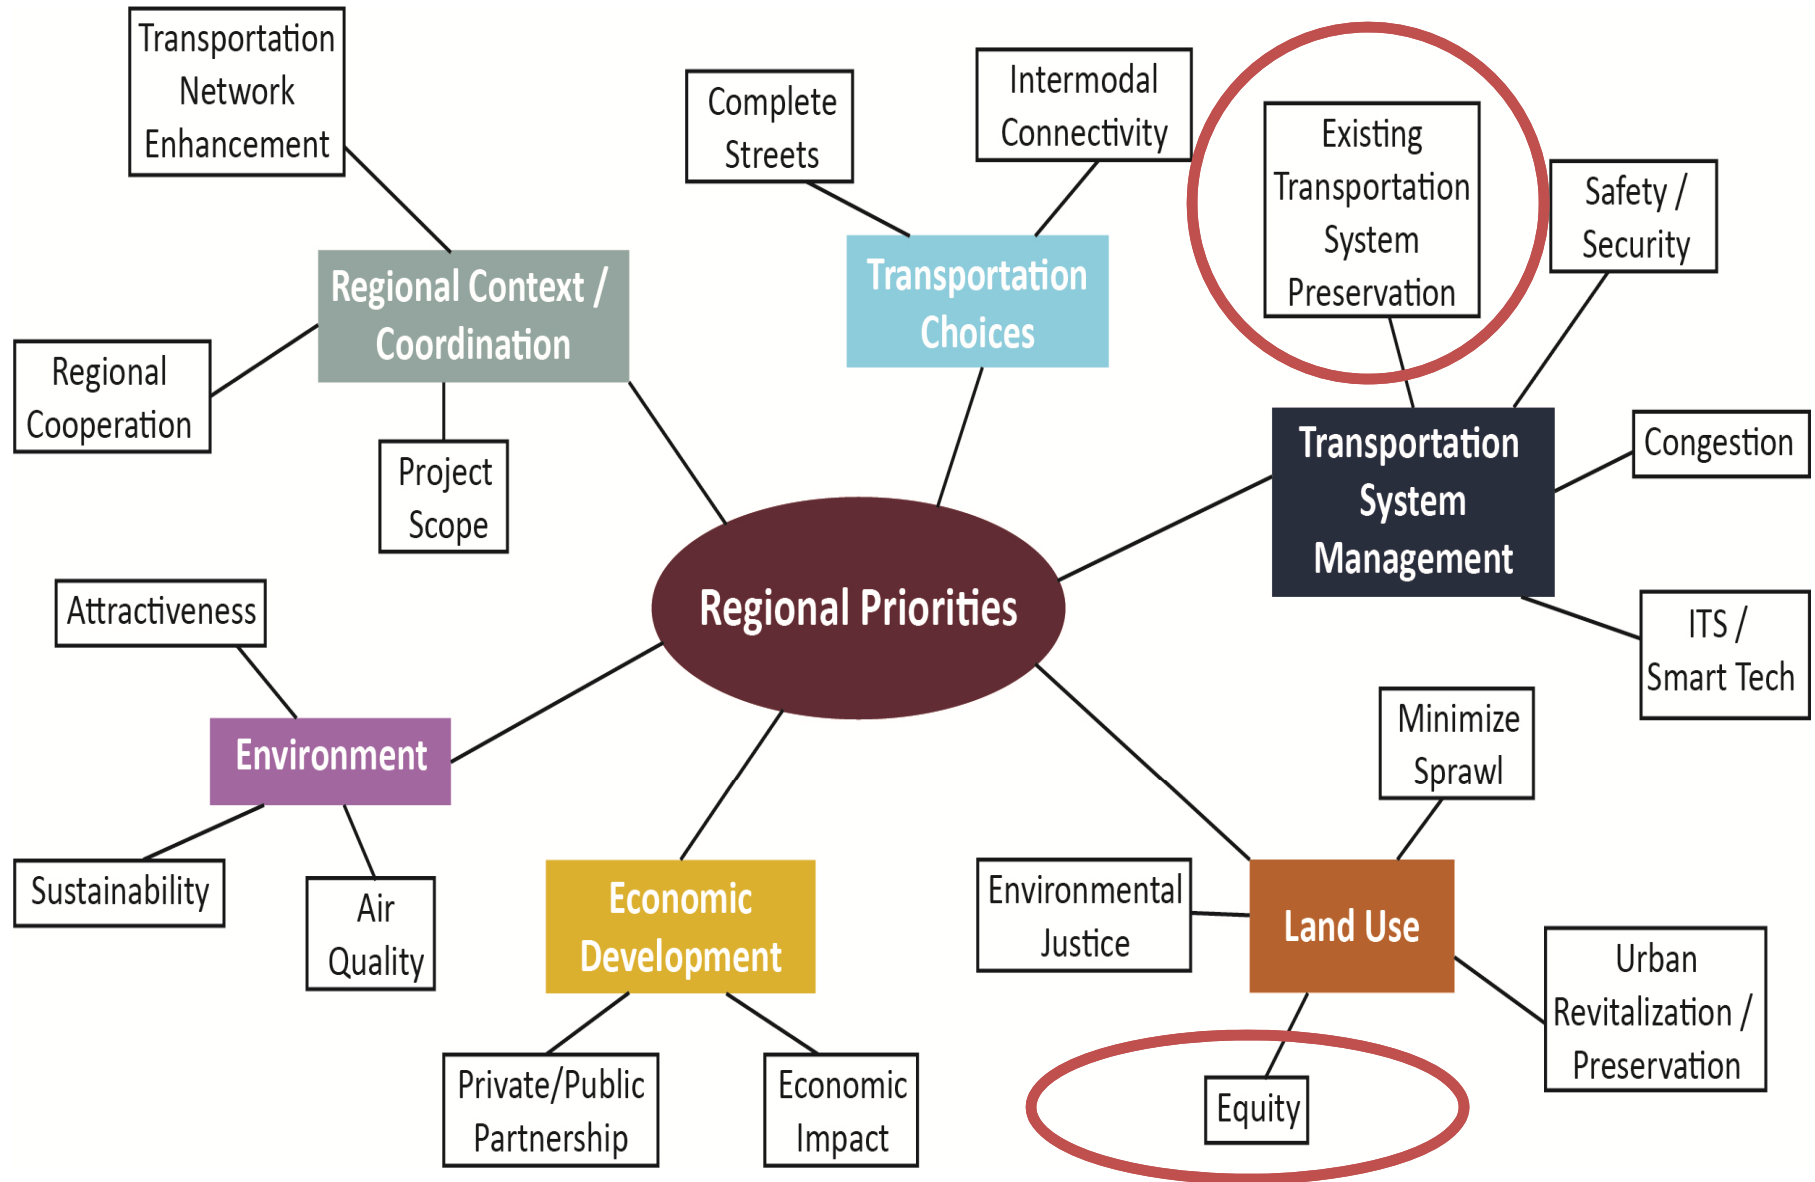 Transportation
Network
Enhancement
Complete
Streets
Intermodal
Connectivity
Existing
Transportation
System
Preservation
Safety /
Security
Regional Context /
Coordination
Transportation
Choices
Regional
Cooperation
Project
Scope
Transportation
System
Management
Congestion
ITS /
Smart Tech
Regional Priorities
Attractiveness
Environment
Sustainability
Air
Quality
Economic
Development
Private/Public
Partnership
Economic
Impact
Minimize
Sprawl
Environmental
Justice
Land Use
Urban
Revitalization /
Preservation
Equity